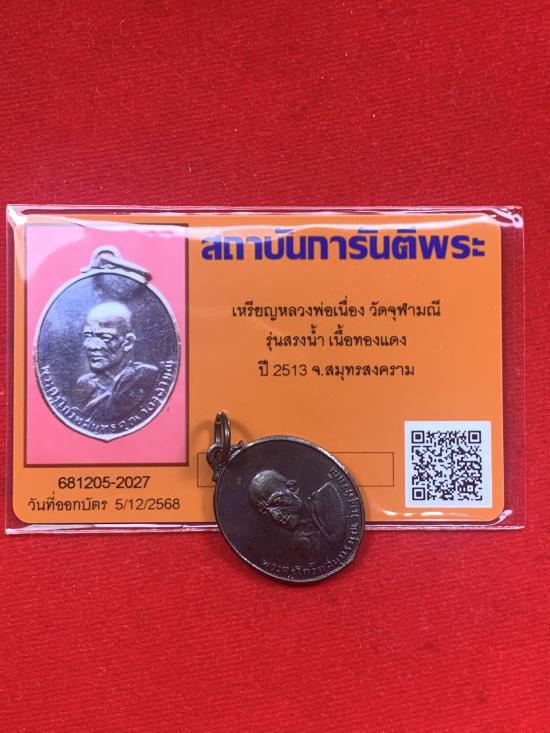 สถาบันการันตีพระ
เหรียญหลวงพ่อเนื่อง วัดจุฬามณี
รุ่นสรงน้ำ เนื้อทองแดง
ปี 2513 จ.สมุทรสงคราม
681205-2027
วันที่ออกบัตร 5/12/2568